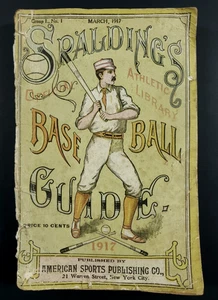 Group I., No. 1
MARCH, 1917
SPALDING'S
ATHLETIC
LIBRARY
BASE BALL
GUIDE.
PRICE 10 CENTS
1917
PUBLISHED BY
AMERICAN SPORTS PUBLISHING CO.,
21 Warren Street, New York City.